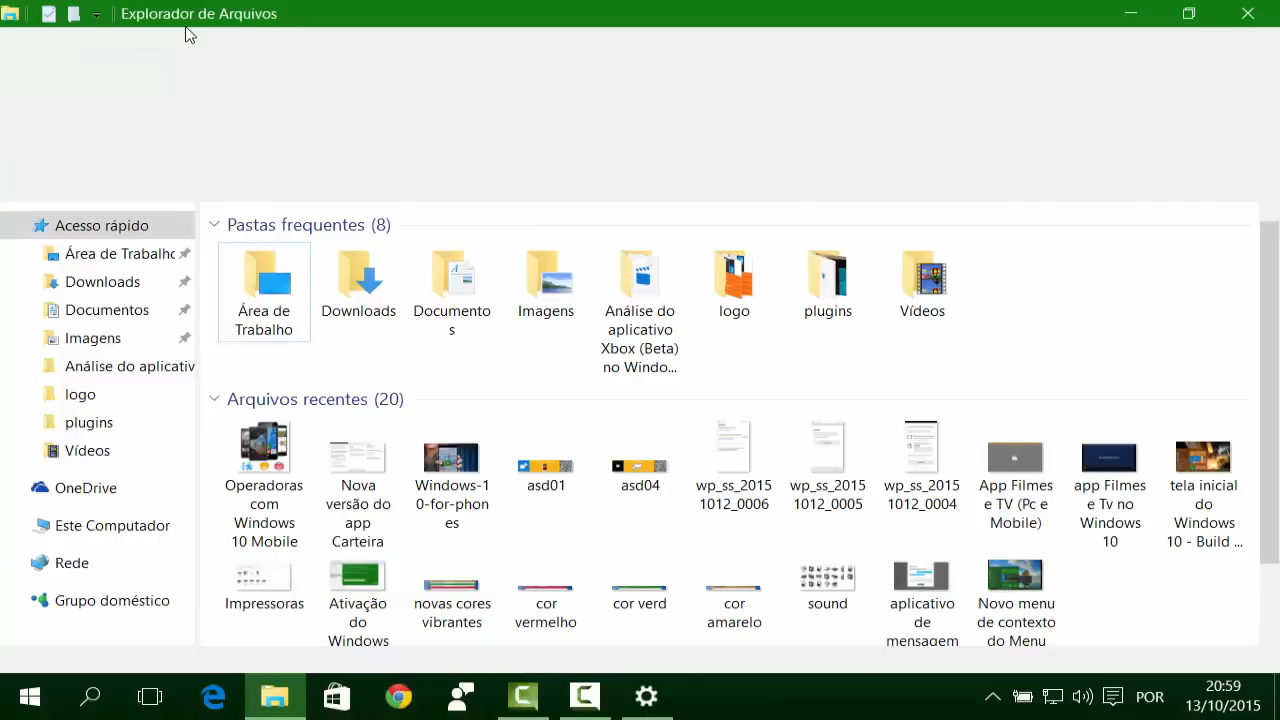 Explorador de Arquivos
Acesso rápido
Área de Trabalho
Downloads
Documentos
Imagens
Análise do aplicativ
logo
plugins
Vídeos
OneDrive
Este Computador
Rede
Grupo doméstico
Pastas frequentes (8)
Área de
Trabalho
Downloads
Documento
s
Imagens
Análise do
aplicativo
Xbox (Beta)
no Windo...
logo
plugins
Vídeos
Arquivos recentes (20)
Operadoras
com
Windows
10 Mobile
Nova
versão do
app
Carteira
Windows-1
0-for-phon
es
asd01
asd04
wp_ss_2015
1012_0006
wp_ss_2015
1012_0005
wp_ss_2015
1012_0004
App Filmes
e TV (Pc e
Mobile)
app Filmes
e Tv no
Windows
10
tela inicial
do
Windows
10 - Build ...
Impressoras
Ativação
do
Windows
novas cores
vibrantes
cor
vermelho
cor verd
cor
amarelo
sound
aplicativo
de
mensagem
Novo menu
de contexto
do Menu
POR
20:59
13/10/2015